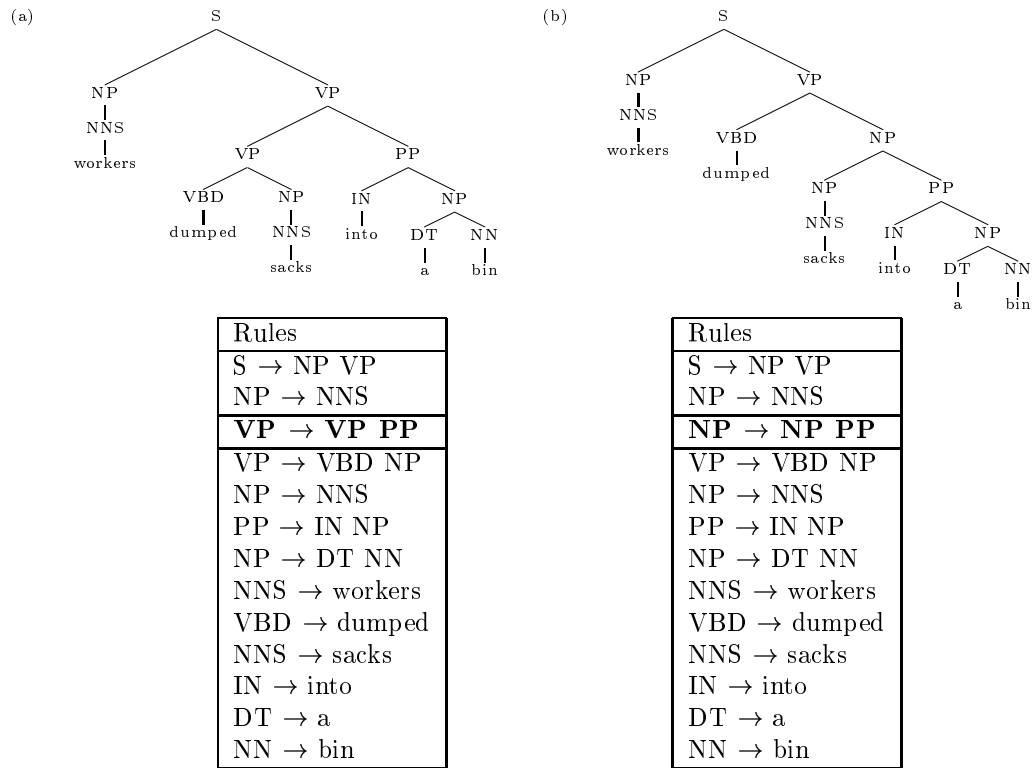 (a)
S
NP VP
NNS
workers
VP PP
VBD NP IN NP
dumped NNS into DT NN
sacks a bin
(b)
S
NP VP
NNS
workers
VBD NP
dumped
NP PP
NNS IN NP
sacks into DT NN
a bin
Rules
S → NP VP
NP → NNS
VP → VP PP
VP → VBD NP
NP → NNS
PP → IN NP
NP → DT NN
NNS → workers
VBD → dumped
NNS → sacks
IN → into
DT → a
NN → bin
Rules
S → NP VP
NP → NNS
NP → NP PP
VP → VBD NP
NP → NNS
PP → IN NP
NP → DT NN
NNS → workers
VBD → dumped
NNS → sacks
IN → into
DT → a
NN → bin